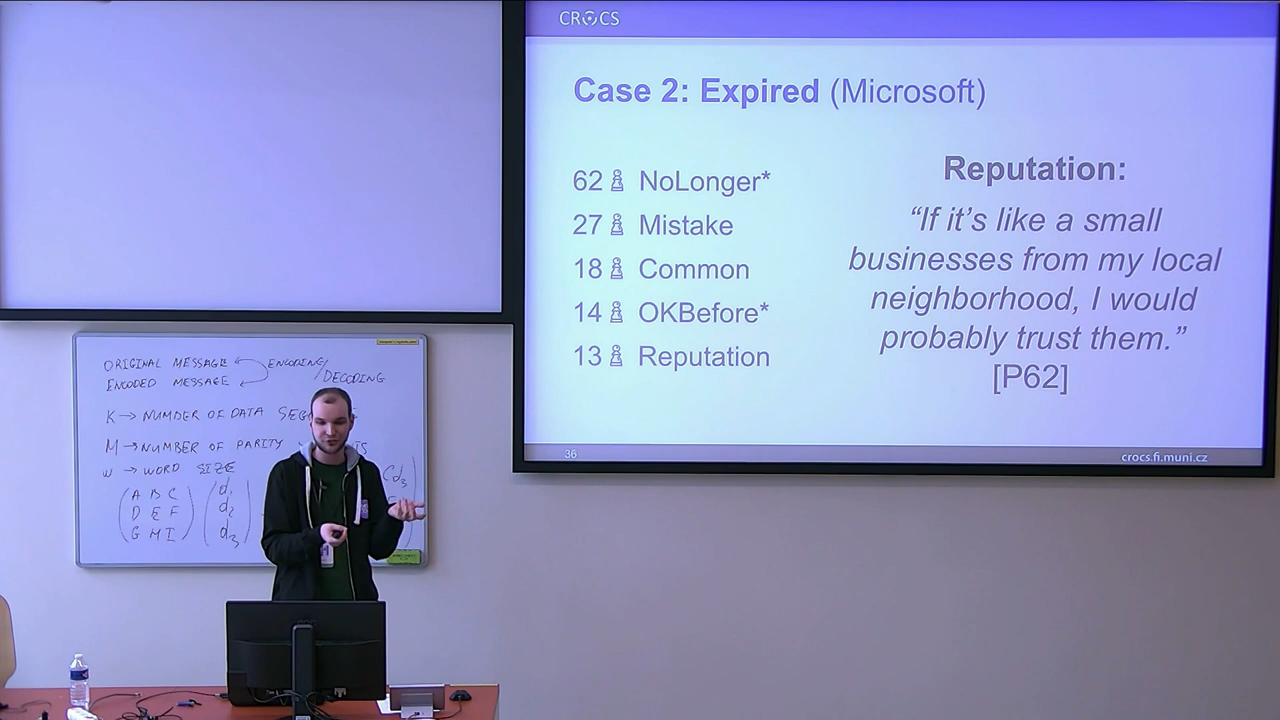 CROCS
Case 2: Expired (Microsoft)
62 NoLonger*
27 Mistake
18 Common
14 OKBefore*
13 Reputation
Reputation:
“If it’s like a small
businesses from my local
neighborhood, I would
probably trust them.”
[P62]
36
crocs.fi.muni.cz
ORIGINAL MESSAGE
ENCODING/
DECODING
ENCODED MESSAGE
K → NUMBER OF DATA
M → NUMBER OF PARITY
W → WORD SIZE
A B C
D E F
G H I
d1
d2
d3
Cd3